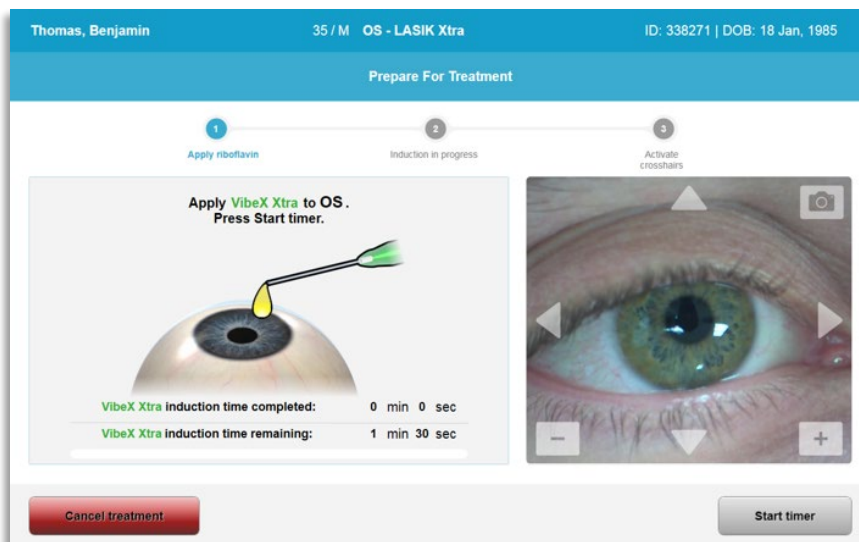 Thomas, Benjamin 35 / M OS - LASIK Xtra ID: 338271 | DOB: 18 Jan, 1985
Prepare For Treatment
1 2 3
Apply riboflavin Induction in progress Activate
crosshairs
Apply VibeX Xtra to OS.
Press Start timer.
VibeX Xtra induction time completed: 0 min 0 sec
VibeX Xtra induction time remaining: 1 min 30 sec
Cancel treatment Start timer